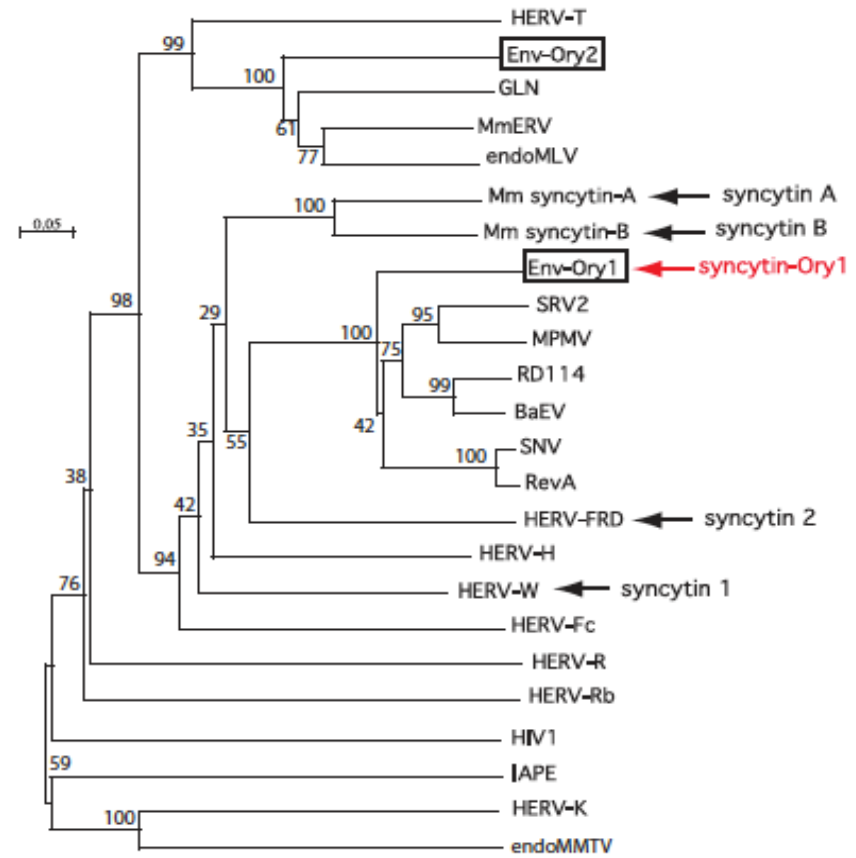 HERV-T
99
Env-Ory2
100
GLN
61
MmERV
77
endoMLV
Mm syncytin-A syncytin A
100
Mm syncytin-B syncytin B
0,05
Env-Ory1 syncytin-Ory1
98
29
95
SRV2
100
75
MPMV
RD114
99
BaEV
42
35
55
SNV
100
RevA
38
42
HERV-FRD syncytin 2
94
HERV-H
76
HERV-W syncytin 1
HERV-Fc
HERV-R
HERV-Rb
HIV1
59
IAPE
HERV-K
100
endoMMTV